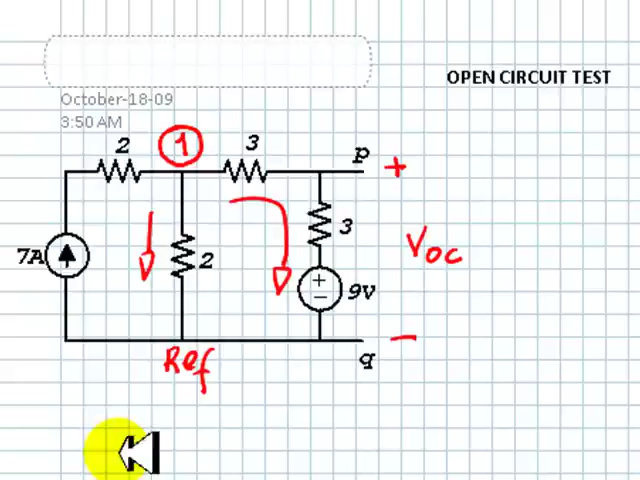 OPEN CIRCUIT TEST
October-18-09
3:50 AM
2
1
3
p
+
7A
2
3
+
-
9v
Voc
Ref
q
-